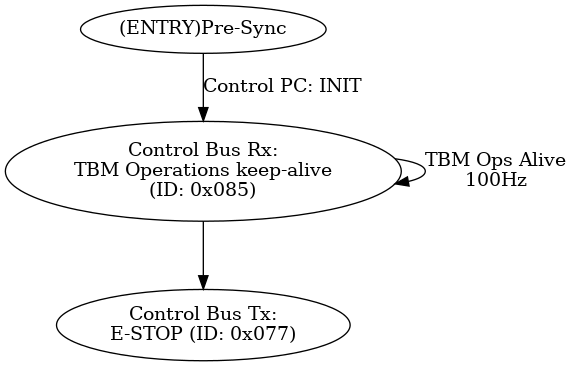 (ENTRY)Pre-Sync
Control PC: INIT
Control Bus Rx:
TBM Operations keep-alive
(ID: 0x085)
TBM Ops Alive
100Hz
Control Bus Tx:
E-STOP (ID: 0x077)